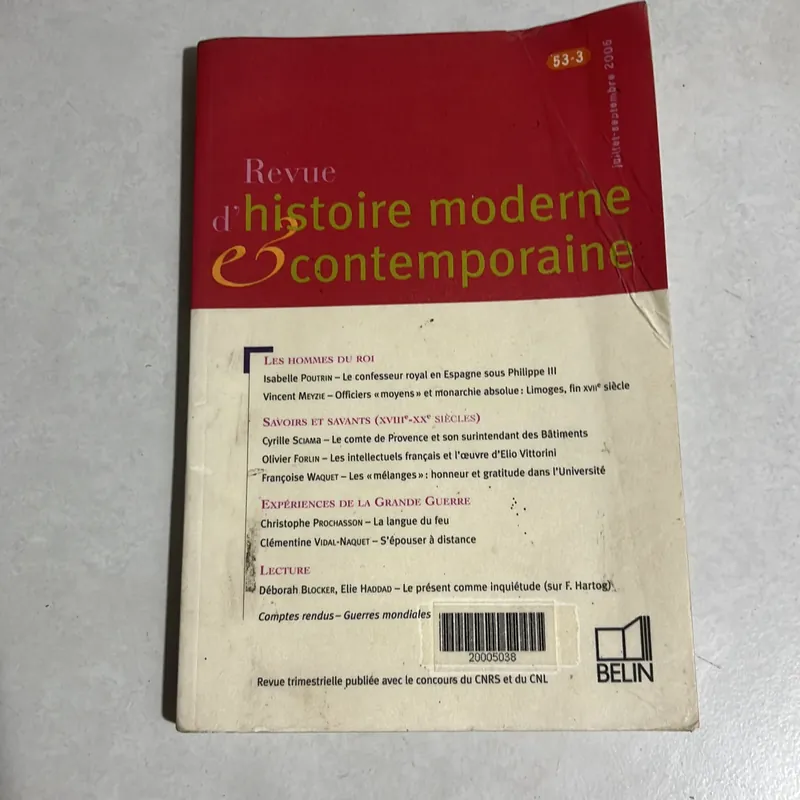 53-3
juillet-septembre 2006
Revue
d'histoire moderne
& contemporaine
LES HOMMES DU ROI
Isabelle POUTRIN – Le confesseur royal en Espagne sous Philippe III
Vincent MEYZIE – Officiers « moyens » et monarchie absolue : Limoges, fin XVIIe siècle
SAVOIRS ET SAVANTS (XVIIIe-XXe SIÈCLES)
Cyrille SCIAMA – Le comte de Provence et son surintendant des Bâtiments
Olivier FORLIN – Les intellectuels français et l'œuvre d'Elio Vittorini
Françoise WAQUET – Les « mélanges » : honneur et gratitude dans l'Université
EXPÉRIENCES DE LA GRANDE GUERRE
Christophe PROCHASSON – La langue du feu
Clémentine VIDAL-NAQUET – S'épouser à distance
LECTURE
Déborah BLOCKER, Elie HADDAD – Le présent comme inquiétude (sur F. Hartog)
Comptes rendus – Guerres mondiales
20005038
BELIN
Revue trimestrielle publiée avec le concours du CNRS et du CNL